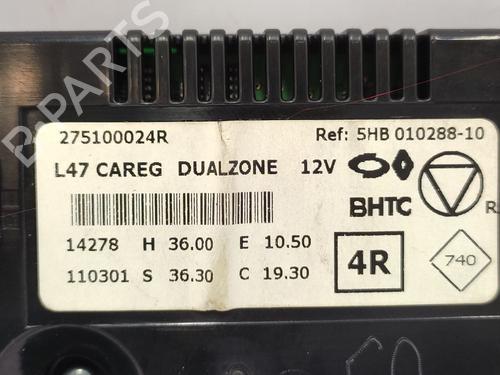 275100024R Ref: 5HB 010288-10
L47 CAREG DUALZONE 12V
BHTC R
14278 H 36.00 E 10.50
110301 S 36.30 C 19.30
4R
740
B-PARTS